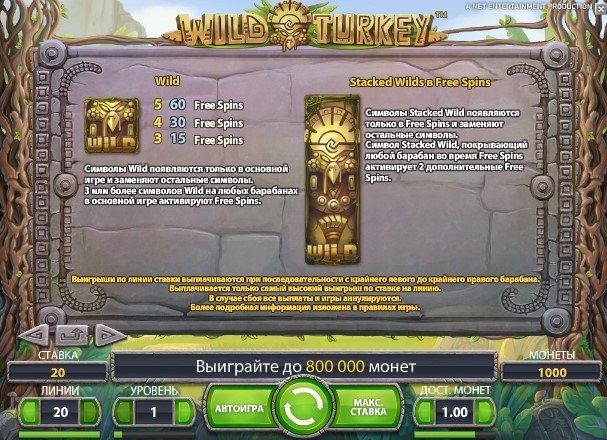 A NET ENTERTAINMENT PRODUCTION
WILD TURKEY™
Wild
5 60 Free Spins
4 30 Free Spins
3 15 Free Spins
WILD
Символы Wild появляются только в основной
игре и заменяют остальные символы.
3 или более символов Wild на любых барабанах
в основной игре активируют Free Spins.
Stacked Wilds в Free Spins
WILD
Символы Stacked Wild появляются
только в Free Spins и заменяют
остальные символы.
Символ Stacked Wild, покрывающий
любой барабан во время Free Spins
активирует 2 дополнительные Free
Spins.
Выигрыши по линии ставки выплачиваются при последовательности с крайнего левого до крайнего правого барабана.
Выплачивается только самый высокий выигрыш по ставке на линию.
В случае сбоя все выплаты и игры аннулируются.
Более подробная информация изложена в правилах игры.
СТАВКА
20
Выиграйте до 800 000 монет
МОНЕТЫ
1000
ЛИНИИ
20
УРОВЕНЬ
1
АВТОИГРА
МАКС.
СТАВКА
ДОСТ. МОНЕТ
1.00